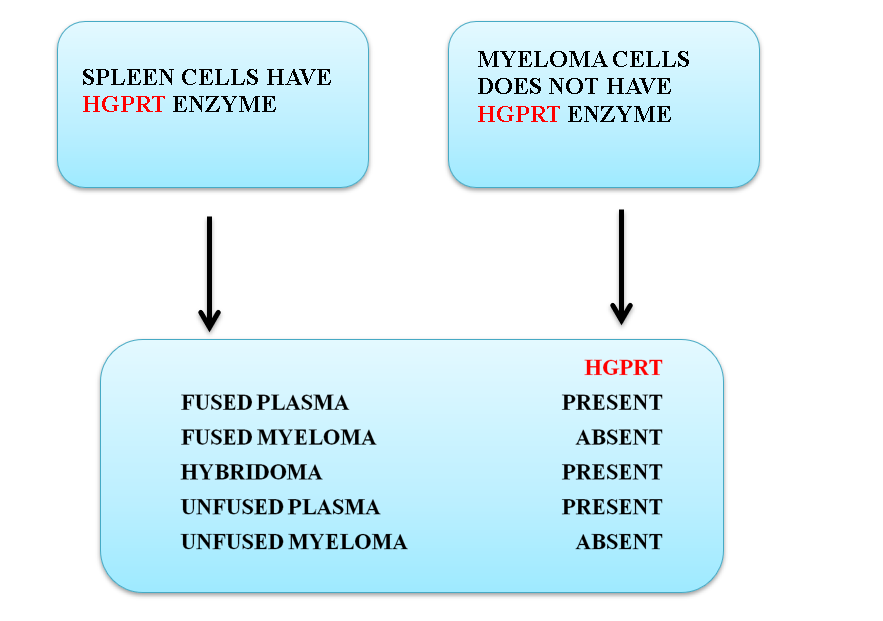 SPLEEN CELLS HAVE
HGPRT ENZYME
MYELOMA CELLS
DOES NOT HAVE
HGPRT ENZYME
HGPRT
FUSED PLASMA PRESENT
FUSED MYELOMA ABSENT
HYBRIDOMA PRESENT
UNFUSED PLASMA PRESENT
UNFUSED MYELOMA ABSENT